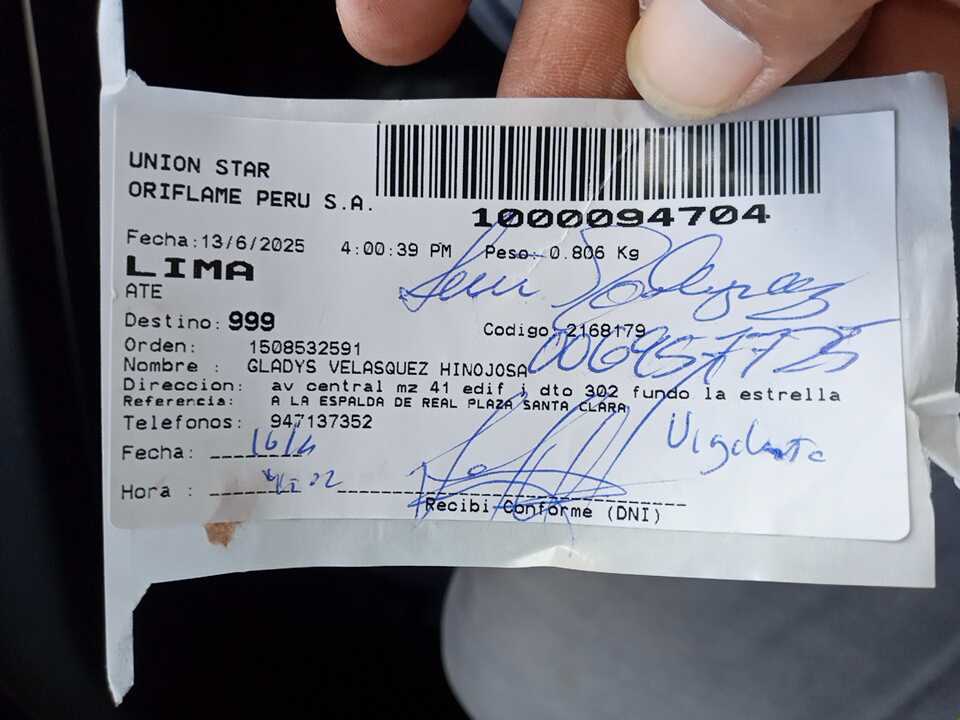 UNION STAR
ORIFLAME PERU S.A.
1000094704
Fecha:13/6/2025 4:00:39 PM Peso: 0.806 Kg
LIMA
ATE
Destino: 999 Codigo 2168179
Orden: 1508532591
Nombre : GLADYS VELASQUEZ HINOJOSA
Direccion: av central mz 41 edif i dto 302 fundo la estrella
Referencia: A LA ESPALDA DE REAL PLAZA SANTA CLARA
Telefonos: 947137352
Vigilante
Fecha:
Hora :
Recibi Conforme (DNI)